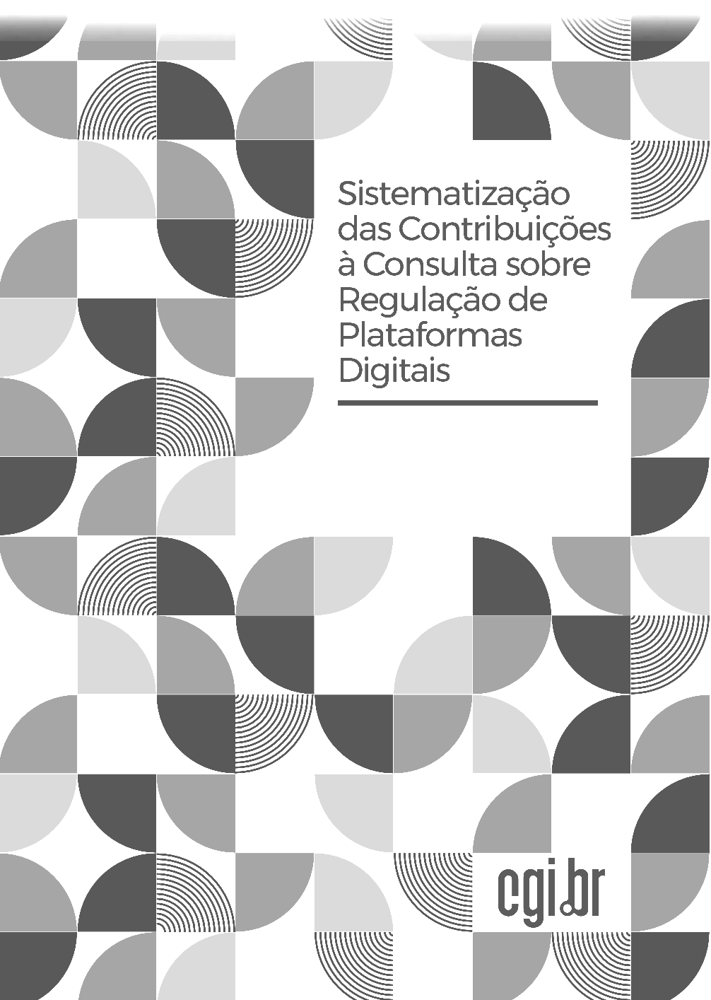 Sistematização
das Contribuições
à Consulta sobre
Regulação de
Plataformas
Digitais
cgi.br